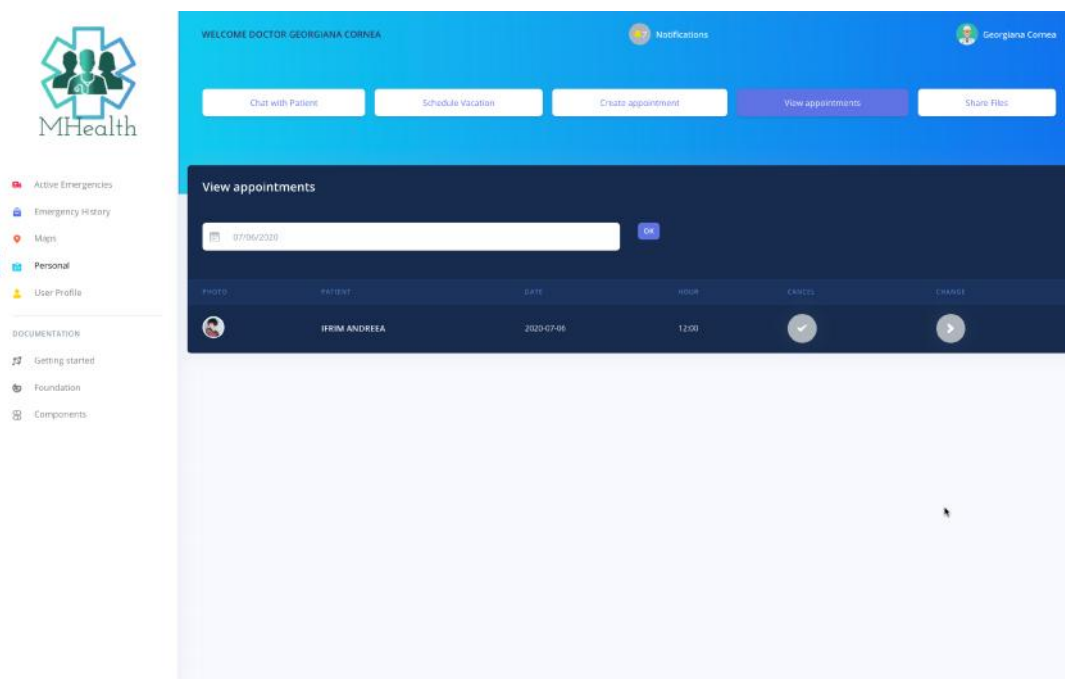 MHealth
Active Emergencies
Emergency History
Maps
Personal
User Profile
DOCUMENTATION
Getting started
Foundation
Components
WELCOME DOCTOR GEORGIANA CORNEA
Notifications
Georgiana Cornea
Chat with Patient
Schedule Vacation
Create appointment
View appointments
Share Files
View appointments
07/06/2020
OK
PHOTO PATIENT DATE HOUR CANCEL CHANGE
IFRIM ANDREEA 2020-07-06 12:00